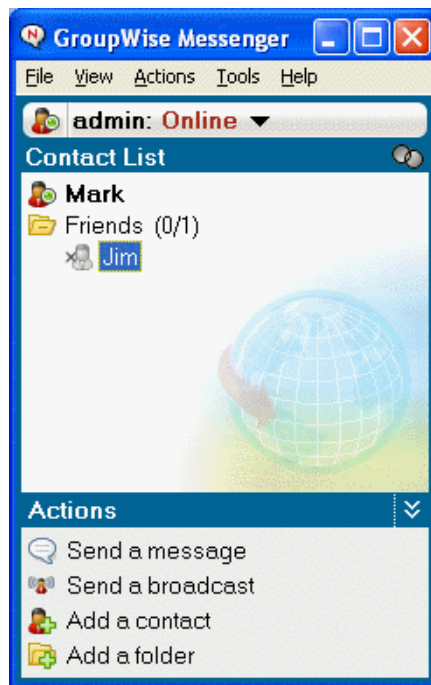 GroupWise Messenger
File View Actions Tools Help
admin: Online
Contact List
Mark
Friends (0/1)
Jim
Actions
Send a message
Send a broadcast
Add a contact
Add a folder